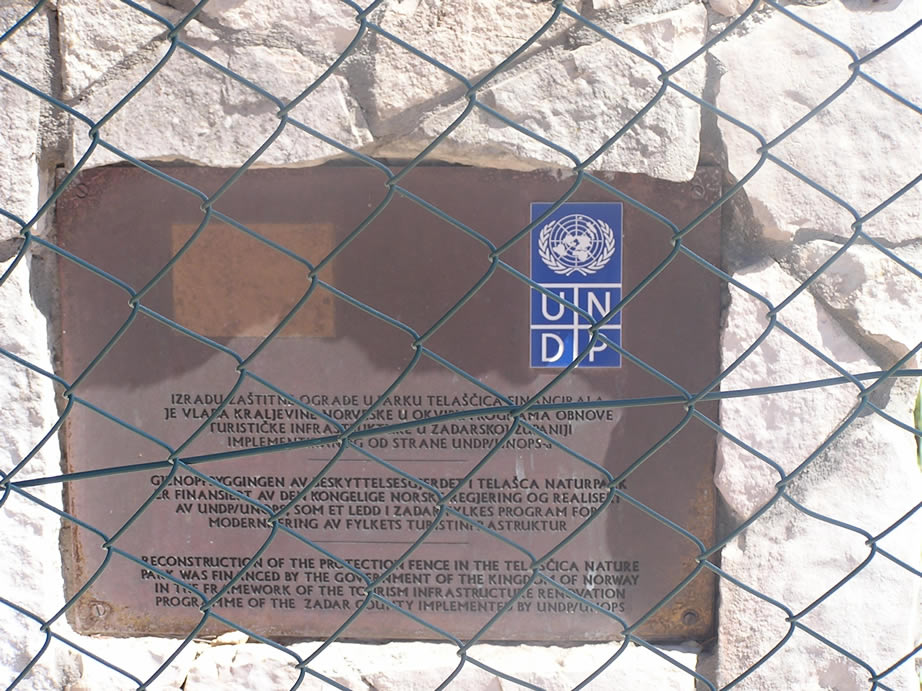 UN
DP
IZRADU ZAŠTITNE OGRADE U PARKU TELAŠČICA FINANCIRALA
JE VLADA KRALJEVINE NORVEŠKE U OKVIRU PROGRAMA OBNOVE
TURISTIČKE INFRASTRUKTURE U ZADARSKOJ ŽUPANIJI
IMPLEMENTIRANOG OD STRANE UNDP/UNOPS-A
GJENOPPBYGGINGEN AV BESKYTTELSESGJERDET I TELAŠCA NATURPARK
ER FINANSIERT AV DEN KONGELIGE NORSKE REGJERING OG REALISERT
AV UNDP/UNOPS SOM ET LEDD I ZADAR FYLKES PROGRAM FOR
MODERNISERING AV FYLKETS TURISTINFRASTRUKTUR
RECONSTRUCTION OF THE PROTECTION FENCE IN THE TELAŠĆICA NATURE
PARK WAS FINANCED BY THE GOVERNMENT OF THE KINGDOM OF NORWAY
IN THE FRAMEWORK OF THE TOURISM INFRASTRUCTURE RENOVATION
PROGRAMME OF THE ZADAR COUNTY IMPLEMENTED BY UNDP/UNOPS